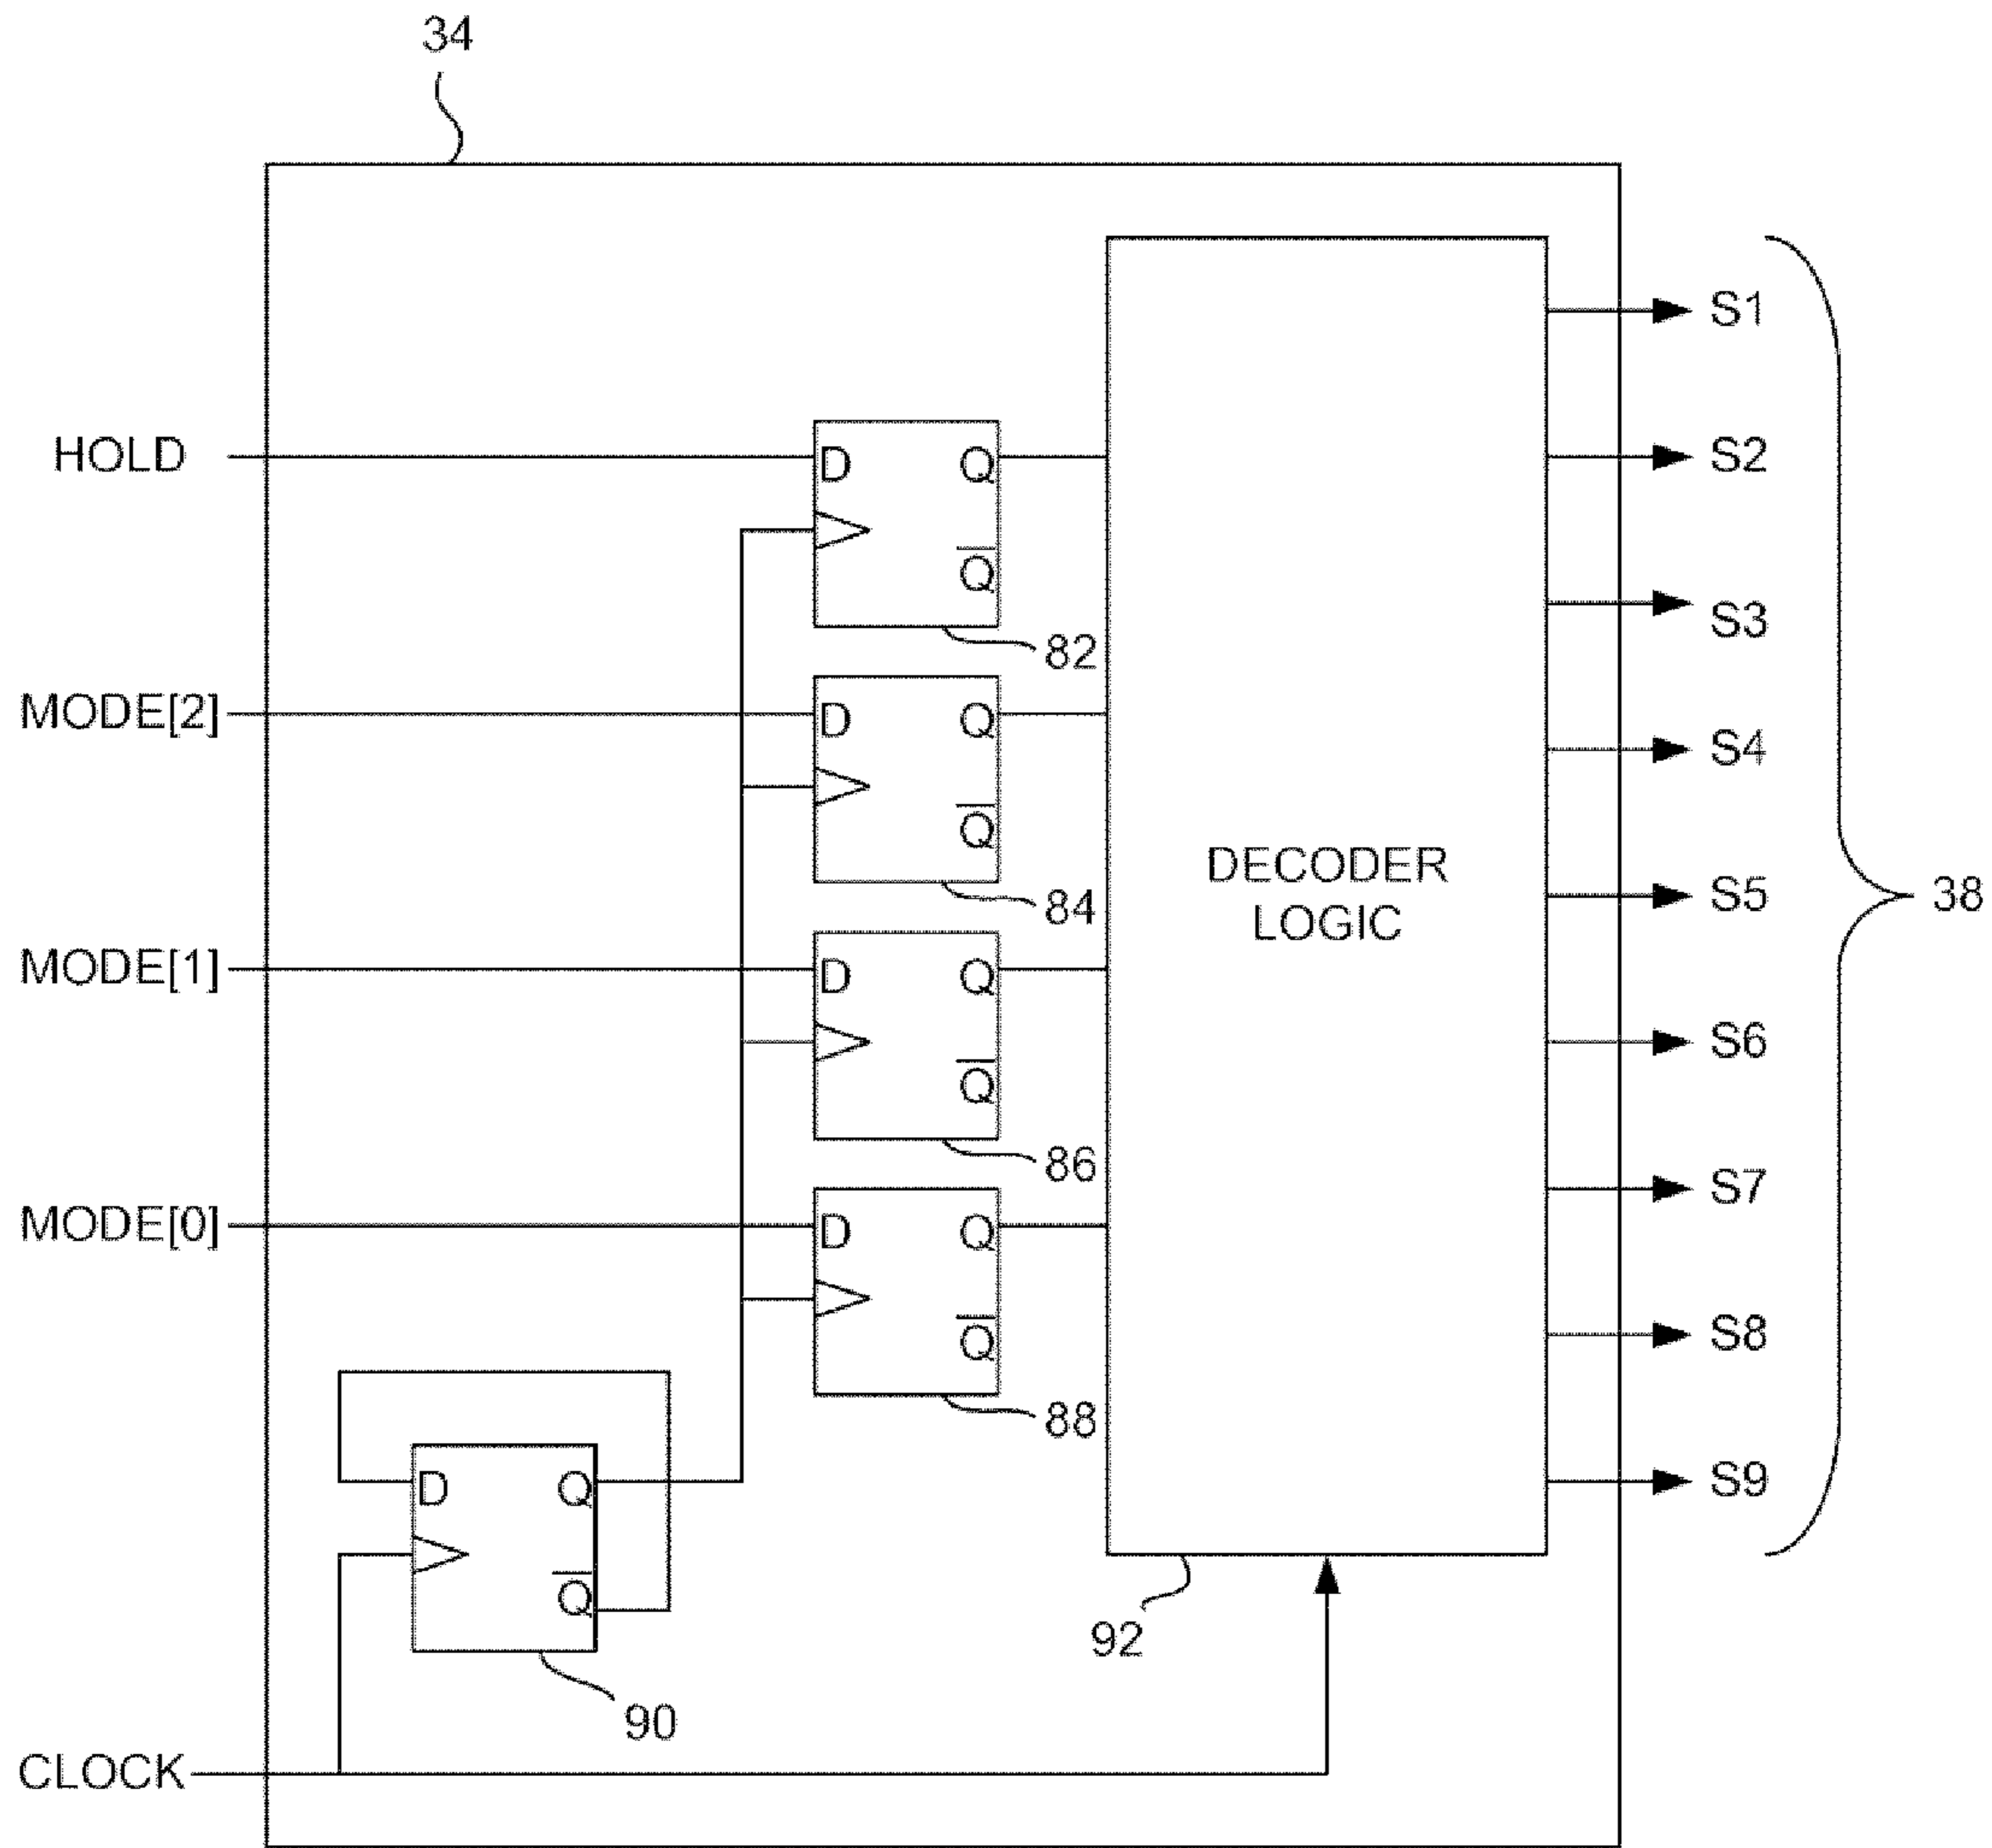 34
S1
HOLD
D Q
S2
Q̅
S3
82
MODE[2]
D Q
S4
Q̅
DECODER
LOGIC
84
S5
38
MODE[1]
D Q
S6
Q̅
86
S7
MODE[0]
D Q
S8
Q̅
88
D Q
S9
Q̅
92
90
CLOCK